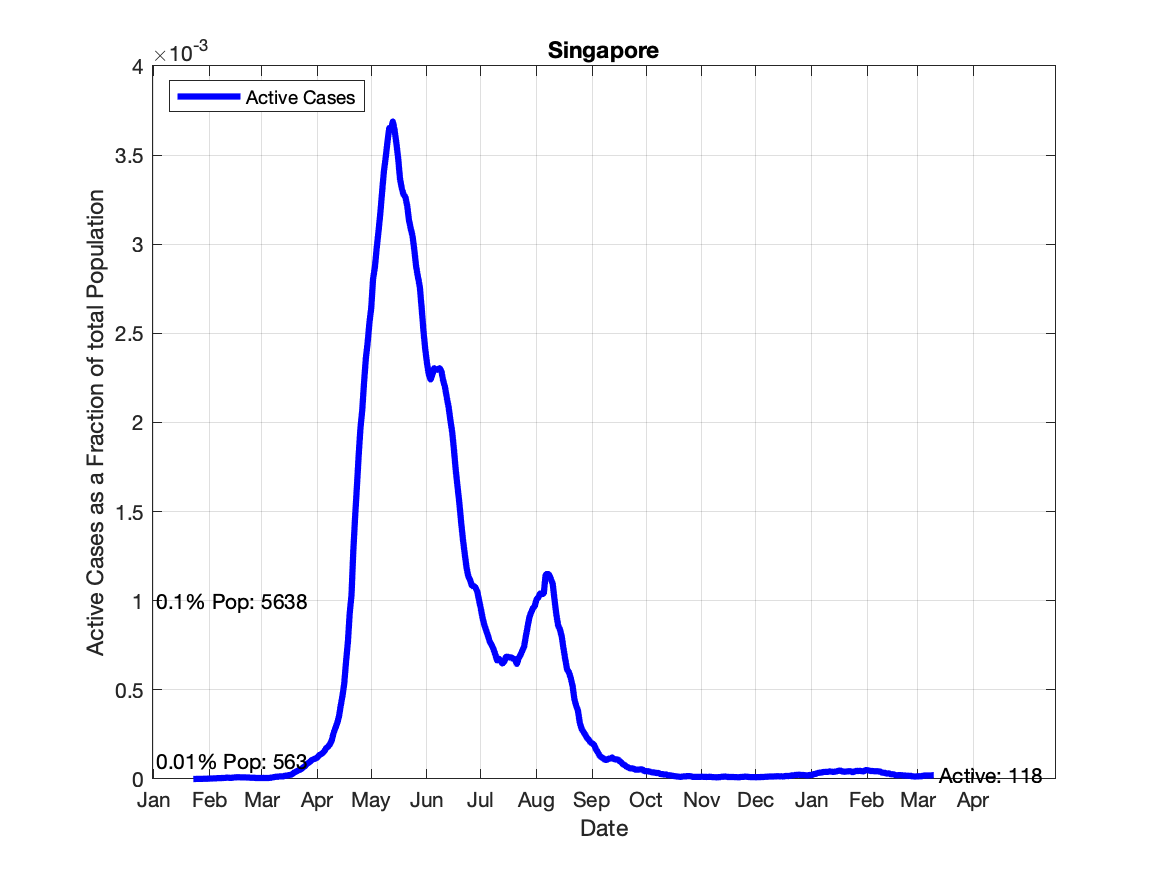 Singapore
×10-3
Active Cases
4
3.5
3
2.5
2
1.5
1
0.5
0
Active Cases as a Fraction of total Population
0.1% Pop: 5638
0.01% Pop: 563
Active: 118
Jan Feb Mar Apr May Jun Jul Aug Sep Oct Nov Dec Jan Feb Mar Apr
Date